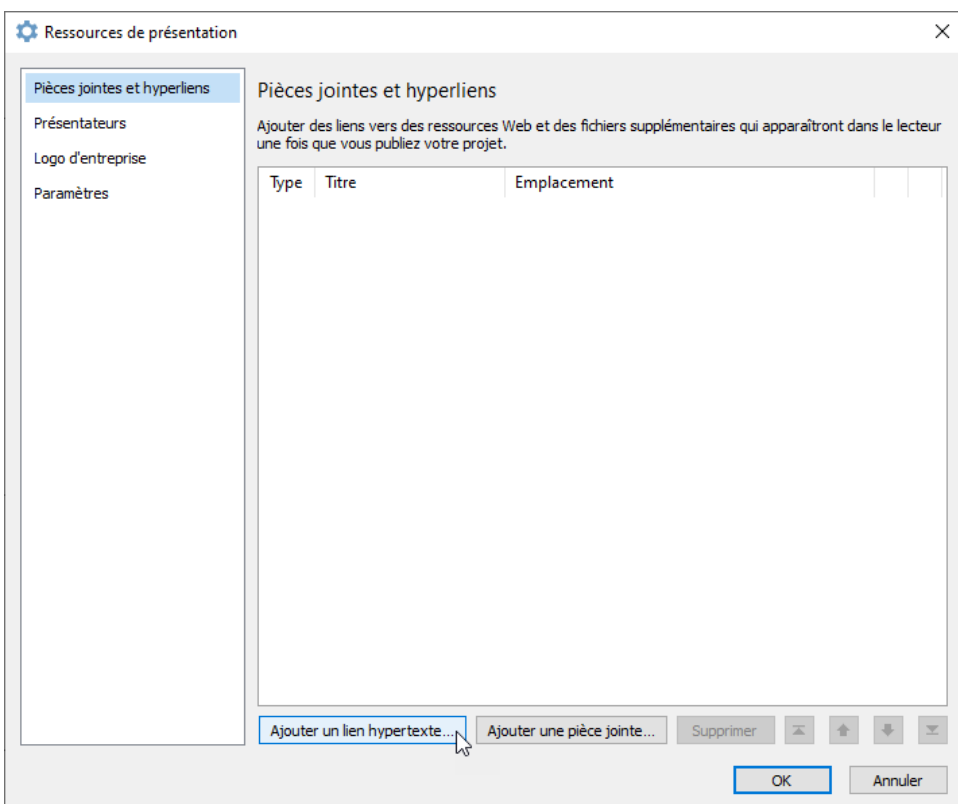 Ressources de présentation
Pièces jointes et hyperliens
Présentateurs
Logo d'entreprise
Paramètres
Pièces jointes et hyperliens
Ajouter des liens vers des ressources Web et des fichiers supplémentaires qui apparaîtront dans le lecteur
une fois que vous publiez votre projet.
Type Titre Emplacement
Ajouter un lien hypertexte... Ajouter une pièce jointe... Supprimer
OK Annuler